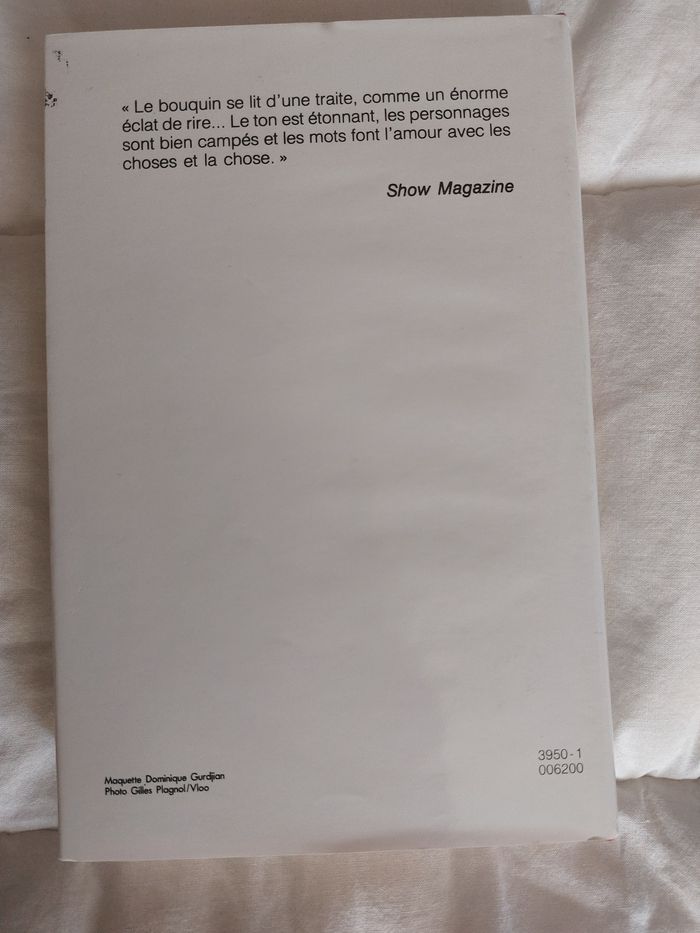 « Le bouquin se lit d'une traite, comme un énorme
éclat de rire... Le ton est étonnant, les personnages
sont bien campés et les mots font l'amour avec les
choses et la chose. »
Show Magazine
Maquette Dominique Gurdjian
Photo Gilles Plagnol/Vloo
3950-1
006200